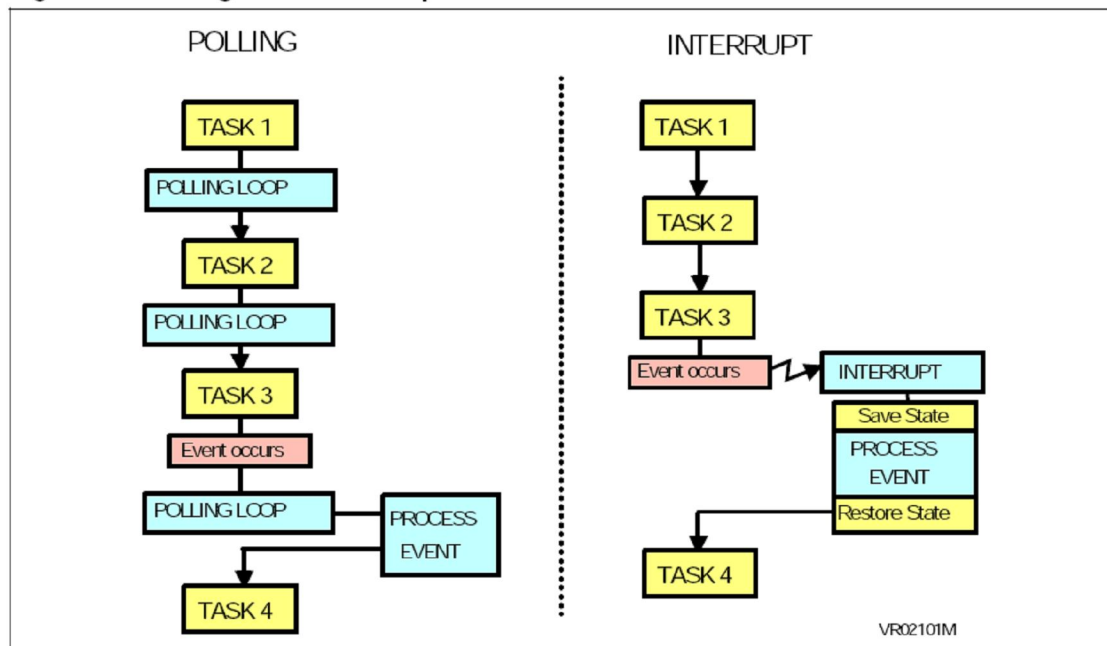 POLLING
TASK 1
POLLING LOOP
TASK 2
POLLING LOOP
TASK 3
Event occurs
POLLING LOOP
PROCESS
EVENT
TASK 4
INTERRUPT
TASK 1
TASK 2
TASK 3
Event occurs
INTERRUPT
Save State
PROCESS
EVENT
Restore State
TASK 4
VR02101M